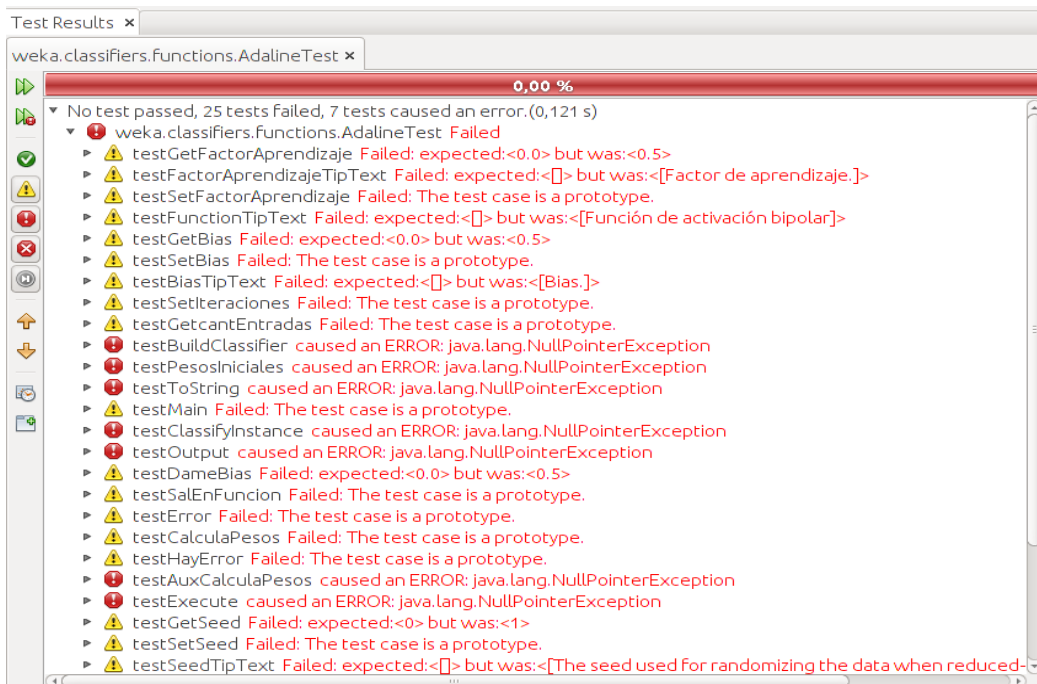 Test Results ×
weka.classifiers.functions.AdalineTest ×
0,00 %
No test passed, 25 tests failed, 7 tests caused an error.(0,121 s)
weka.classifiers.functions.AdalineTest Failed
testGetFactorAprendizaje Failed: expected:<0.0> but was:<0.5>
testFactorAprendizajeTipText Failed: expected:<[]> but was:<[Factor de aprendizaje.]>
testSetFactorAprendizaje Failed: The test case is a prototype.
testFunctionTipText Failed: expected:<[]> but was:<[Función de activación bipolar]>
testGetBias Failed: expected:<0.0> but was:<0.5>
testSetBias Failed: The test case is a prototype.
testBiasTipText Failed: expected:<[]> but was:<[Bias.]>
testSetIteraciones Failed: The test case is a prototype.
testGetcantEntradas Failed: The test case is a prototype.
testBuildClassifier caused an ERROR: java.lang.NullPointerException
testPesosIniciales caused an ERROR: java.lang.NullPointerException
testToString caused an ERROR: java.lang.NullPointerException
testMain Failed: The test case is a prototype.
testClassifyInstance caused an ERROR: java.lang.NullPointerException
testOutput caused an ERROR: java.lang.NullPointerException
testDameBias Failed: expected:<0.0> but was:<0.5>
testSalEnFuncion Failed: The test case is a prototype.
testError Failed: The test case is a prototype.
testCalculaPesos Failed: The test case is a prototype.
testHayError Failed: The test case is a prototype.
testAuxCalculaPesos caused an ERROR: java.lang.NullPointerException
testExecute caused an ERROR: java.lang.NullPointerException
testGetSeed Failed: expected:<0> but was:<1>
testSetSeed Failed: The test case is a prototype.
testSeedTipText Failed: expected:<[]> but was:<[The seed used for randomizing the data when reduced-